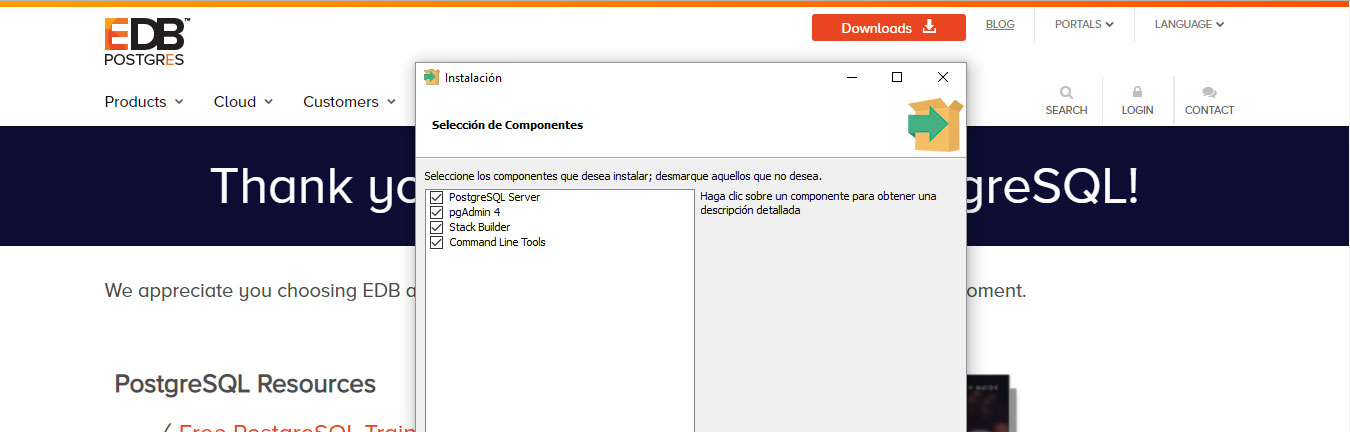 EDB™
POSTGRES
Downloads
BLOG
PORTALS
LANGUAGE
Products
Cloud
Customers
SEARCH
LOGIN
CONTACT
Instalación
Selección de Componentes
Seleccione los componentes que desea instalar; desmarque aquellos que no desea.
PostgreSQL Server
pgAdmin 4
Stack Builder
Command Line Tools
Haga clic sobre un componente para obtener una
descripción detallada
Thank yo
greSQL!
We appreciate you choosing EDB a
oment.
PostgreSQL Resources
Free PostgreSQL Train
GUIDE